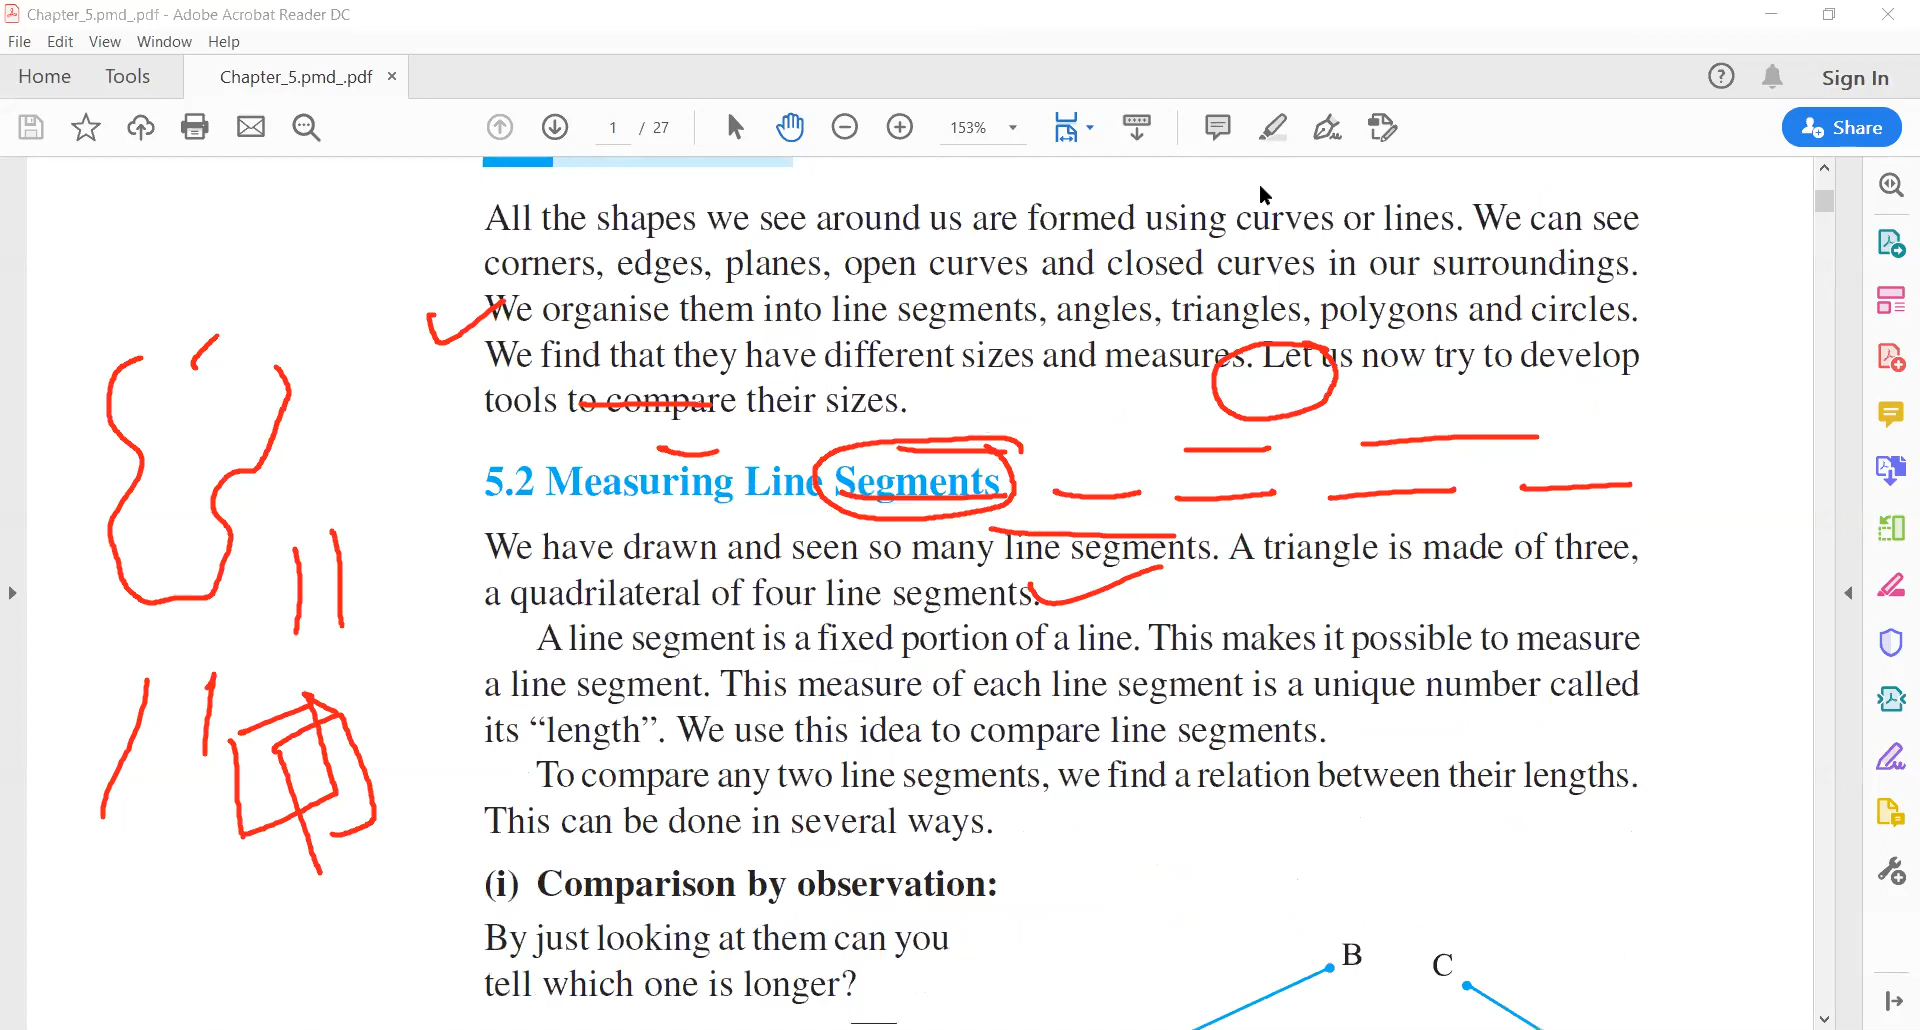 Chapter_5.pmd_.pdf - Adobe Acrobat Reader DC
File Edit View Window Help
Home Tools Chapter_5.pmd_.pdf × Sign In
1 / 27 153% Share
All the shapes we see around us are formed using curves or lines. We can see
corners, edges, planes, open curves and closed curves in our surroundings.
We organise them into line segments, angles, triangles, polygons and circles.
We find that they have different sizes and measures. Let us now try to develop
tools to compare their sizes.
5.2 Measuring Line Segments
We have drawn and seen so many line segments. A triangle is made of three,
a quadrilateral of four line segments.
A line segment is a fixed portion of a line. This makes it possible to measure
a line segment. This measure of each line segment is a unique number called
its “length”. We use this idea to compare line segments.
To compare any two line segments, we find a relation between their lengths.
This can be done in several ways.
(i) Comparison by observation:
By just looking at them can you
tell which one is longer?
B
C